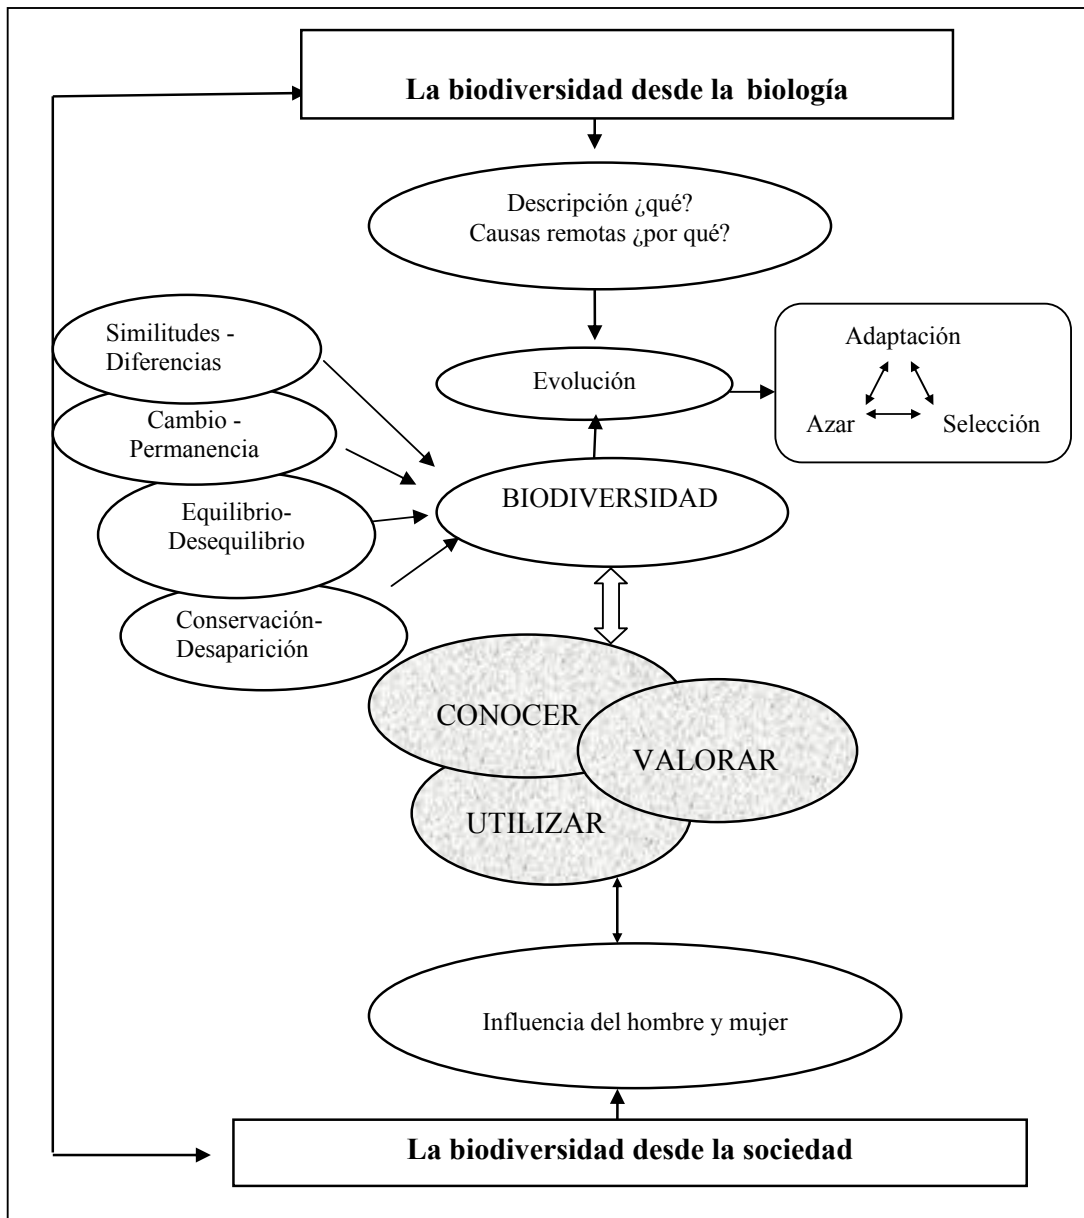 La biodiversidad desde la biología
Descripción ¿qué?
Causas remotas ¿por qué?
Similitudes -
Diferencias
Cambio -
Permanencia
Equilibrio-
Desequilibrio
Conservación-
Desaparición
Evolución
Adaptación
Azar
Selección
BIODIVERSIDAD
CONOCER
VALORAR
UTILIZAR
Influencia del hombre y mujer
La biodiversidad desde la sociedad